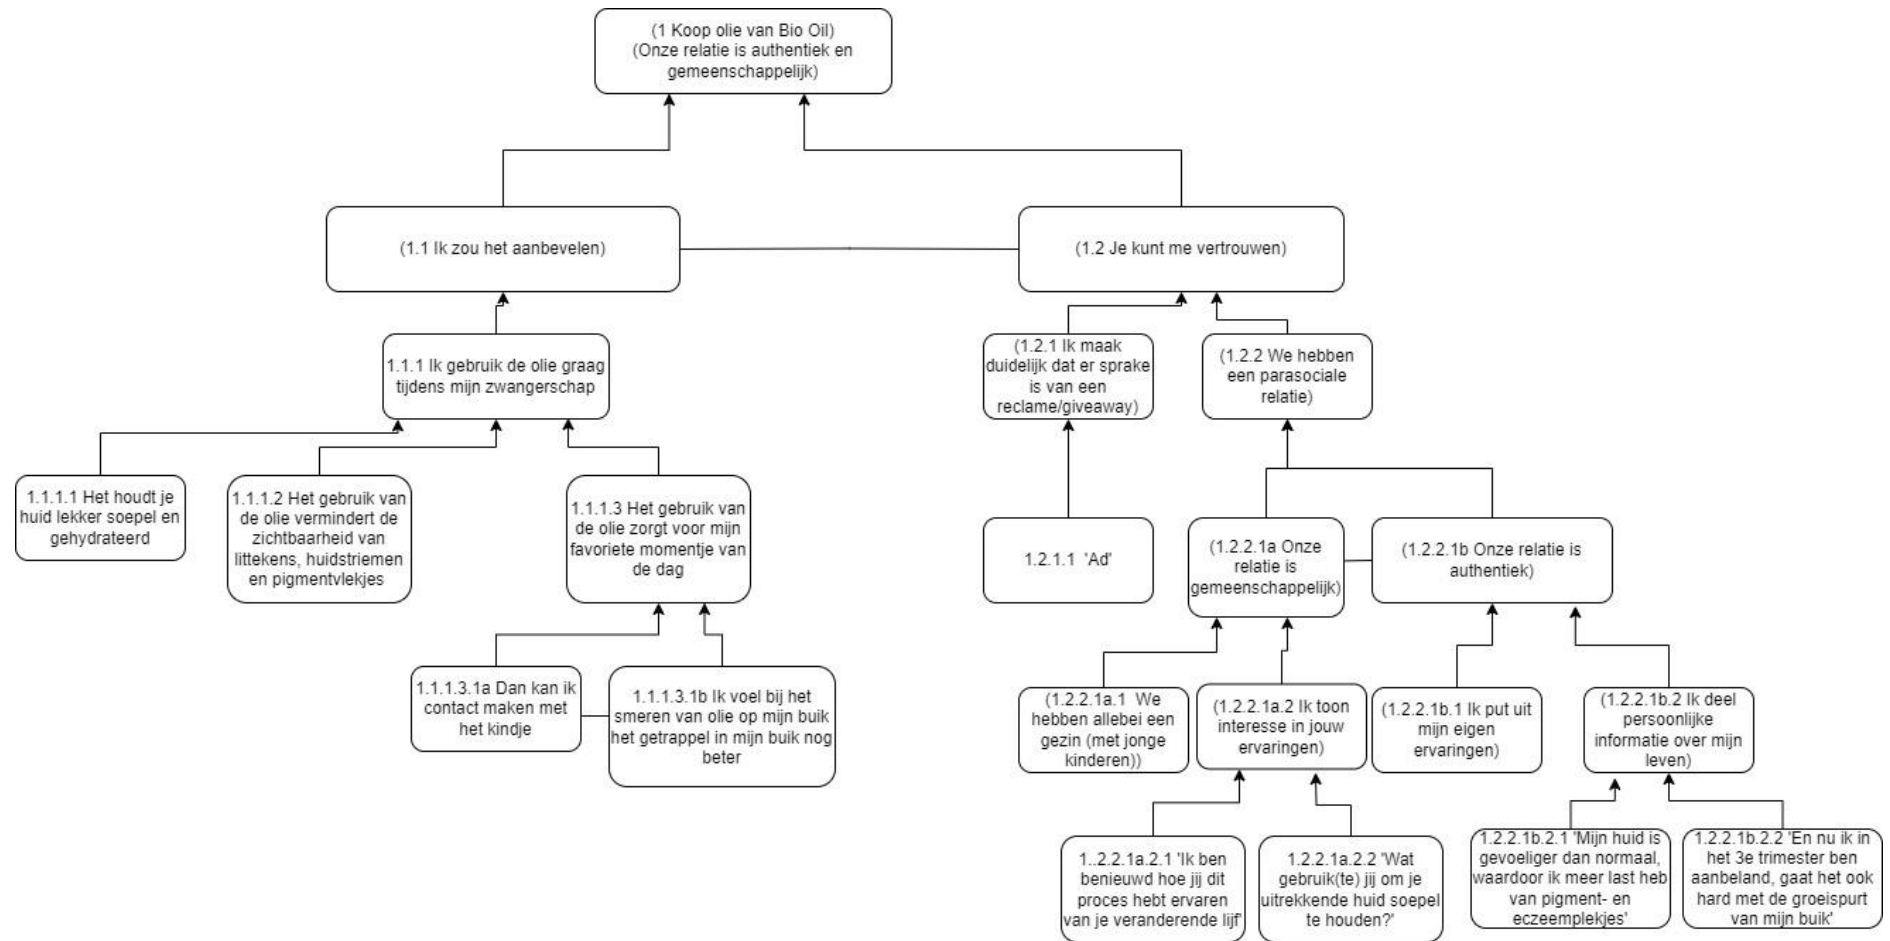 (1 Koop olie van Bio Oil)
(Onze relatie is authentiek en
gemeenschappelijk)
(1.1 Ik zou het aanbevelen)
(1.2 Je kunt me vertrouwen)
1.1.1 Ik gebruik de olie graag
tijdens mijn zwangerschap
(1.2.1 Ik maak
duidelijk dat er sprake
is van een
reclame/giveaway)
(1.2.2 We hebben
een parasociale
relatie)
1.1.1.1 Het houdt je
huid lekker soepel en
gehydrateerd
1.1.1.2 Het gebruik van
de olie vermindert de
zichtbaarheid van
littekens, huidstriemen
en pigmentvlekjes
1.1.1.3 Het gebruik van
de olie zorgt voor mijn
favoriete momentje van
de dag
1.2.1.1  'Ad'
(1.2.2.1a Onze
relatie is
gemeenschappelijk)
(1.2.2.1b Onze relatie is
authentiek)
1.1.1.3.1a Dan kan ik
contact maken met
het kindje
1.1.1.3.1b Ik voel bij het
smeren van olie op mijn buik
het getrappel in mijn buik nog
beter
(1.2.2.1a.1  We
hebben allebei een
gezin (met jonge
kinderen))
(1.2.2.1a.2 Ik toon
interesse in jouw
ervaringen)
(1.2.2.1b.1 Ik put uit
mijn eigen
ervaringen)
(1.2.2.1b.2 Ik deel
persoonlijke
informatie over mijn
leven)
1..2.2.1a.2.1 'Ik ben
benieuwd hoe jij dit
proces hebt ervaren
van je veranderende lijf'
1.2.2.1a.2.2 'Wat
gebruik(te) jij om je
uitrekkende huid soepel
te houden?'
1.2.2.1b.2.1 'Mijn huid is
gevoeliger dan normaal,
waardoor ik meer last heb
van pigment- en
eczeemplekjes'
1.2.2.1b.2.2 'En nu ik in
het 3e trimester ben
aanbeland, gaat het ook
hard met de groeispurt
van mijn buik'